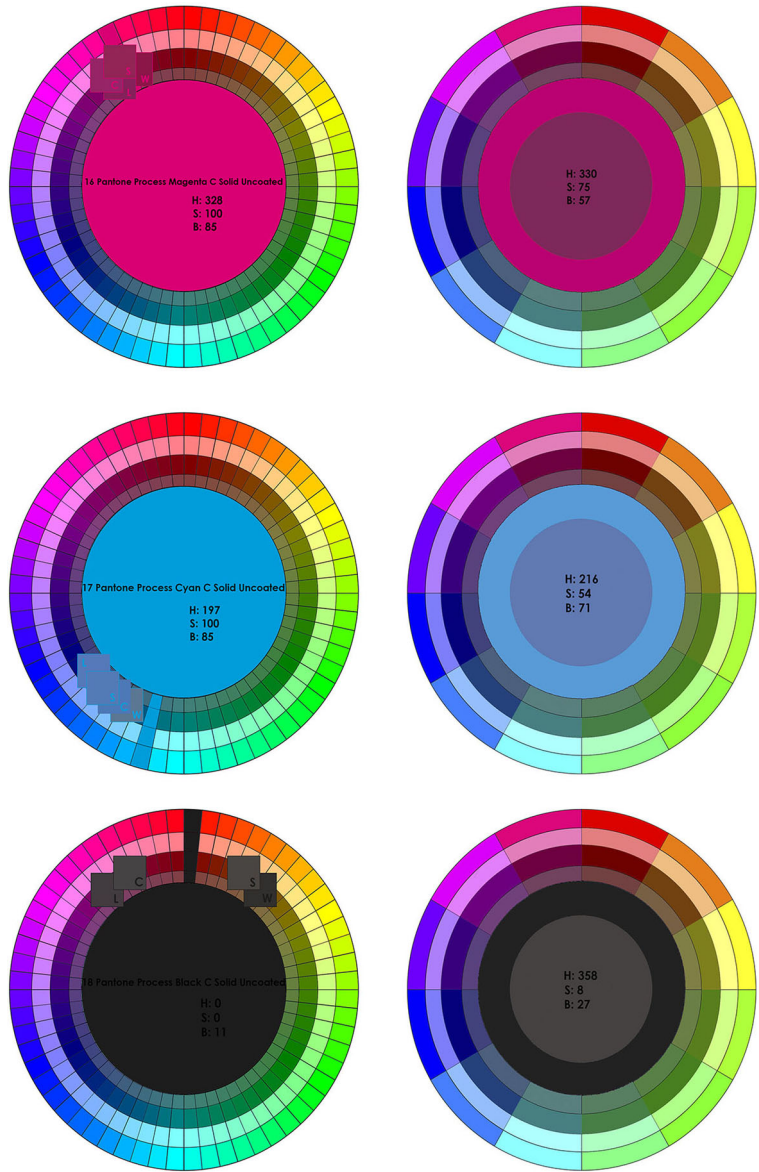 W
L
16 Pantone Process Magenta C Solid Uncoated
H: 328
S: 100
B: 85
H: 330
S: 75
B: 57
17 Pantone Process Cyan C Solid Uncoated
H: 197
S: 100
B: 85
W
H: 216
S: 54
B: 71
C
S
L
W
18 Pantone Process Black C Solid Uncoated
H: 0
S: 0
B: 11
H: 358
S: 8
B: 27